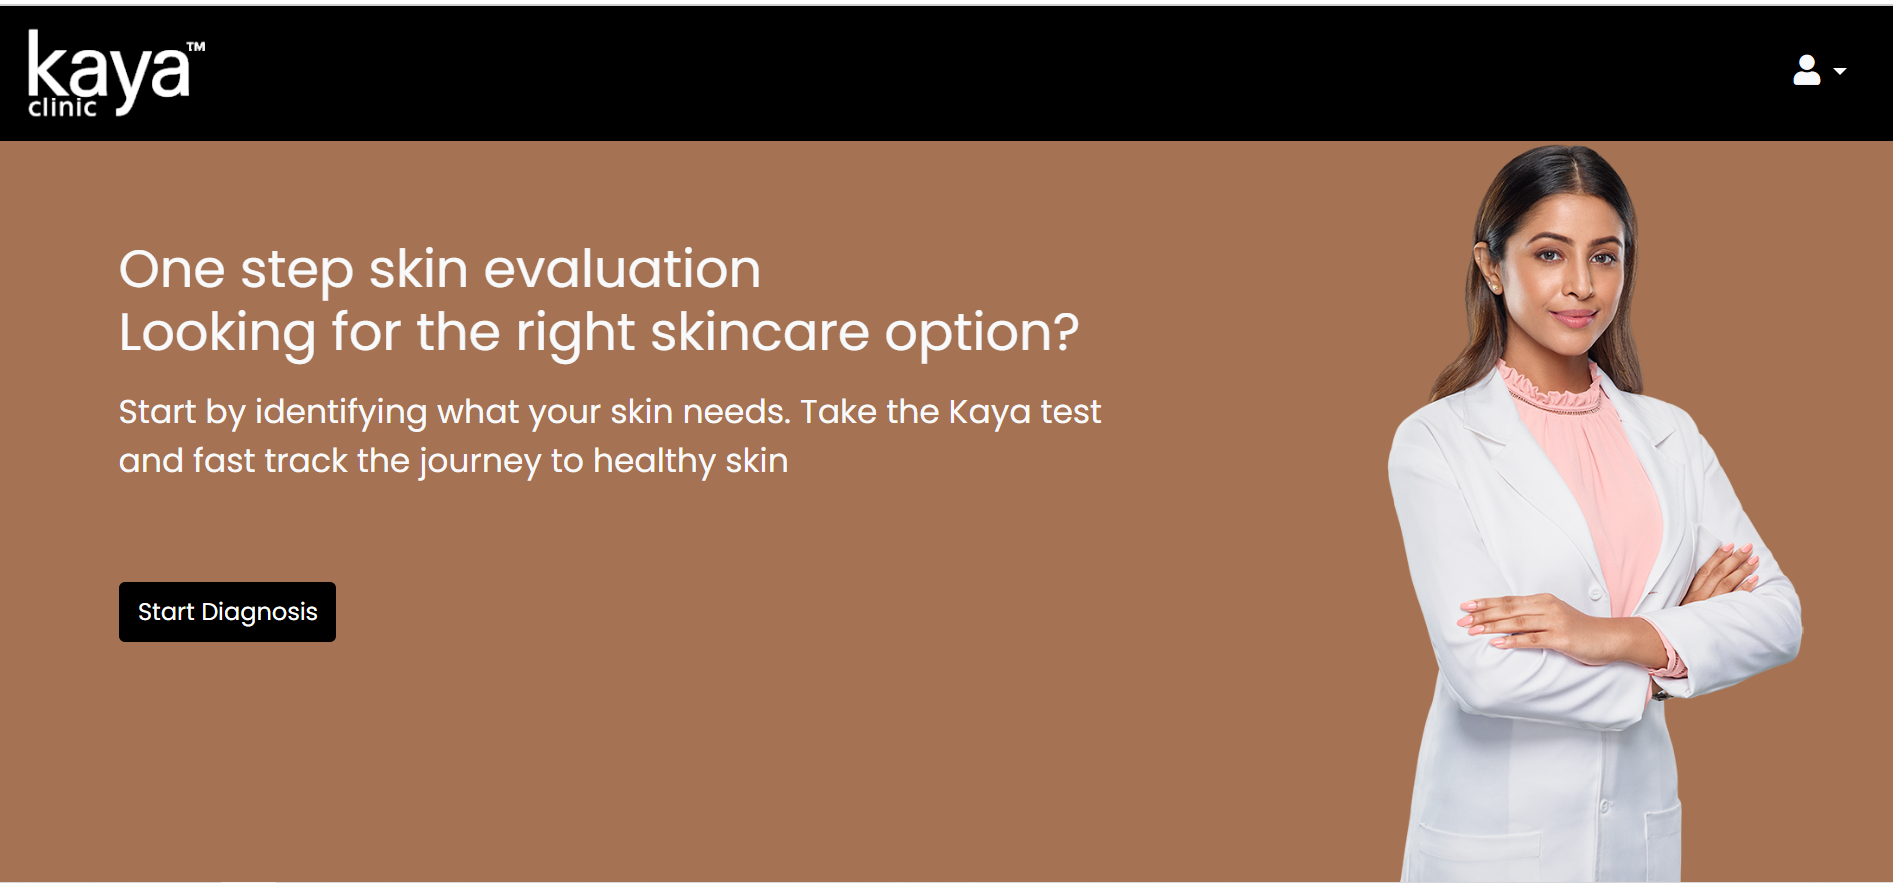 kaya™
clinic
One step skin evaluation
Looking for the right skincare option?
Start by identifying what your skin needs. Take the Kaya test
and fast track the journey to healthy skin
Start Diagnosis